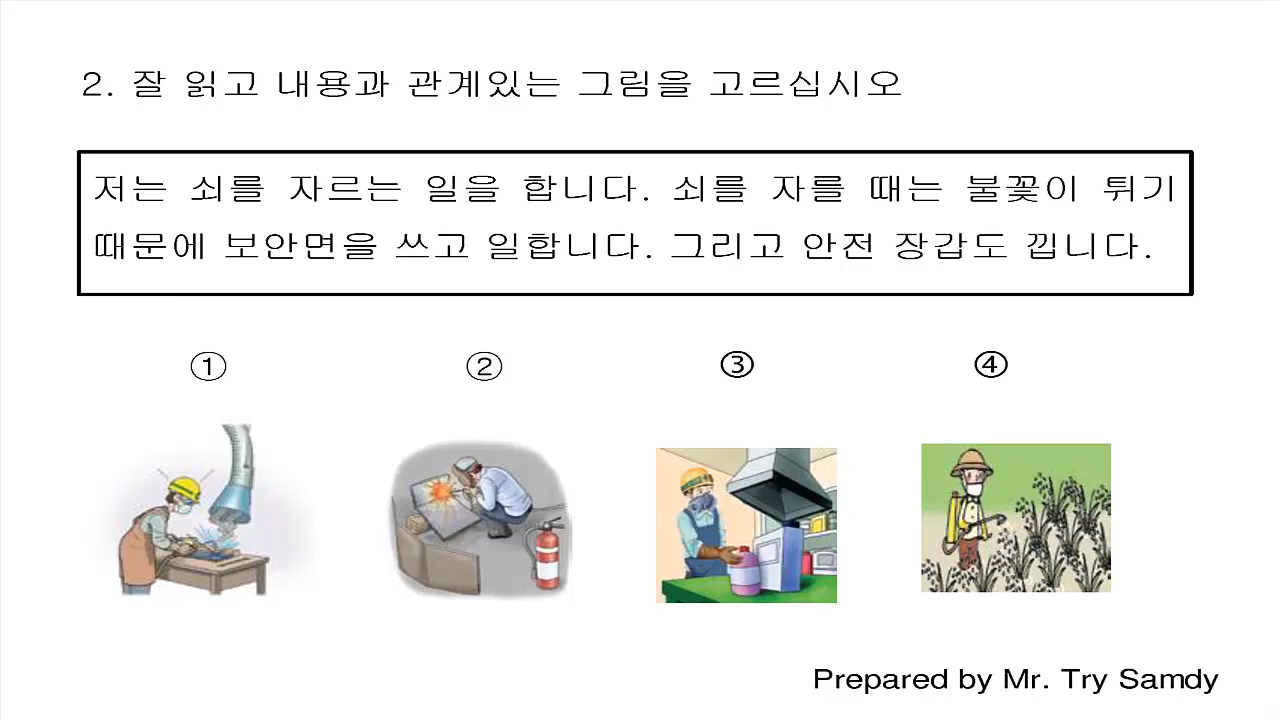 2. 잘 읽고 내용과 관계있는 그림을 고르십시오
저는 쇠를 자르는 일을 합니다. 쇠를 자를 때는 불꽃이 튀기
때문에 보안면을 쓰고 일합니다. 그리고 안전 장갑도 낍니다.
① ② ③ ④
Prepared by Mr. Try Samdy